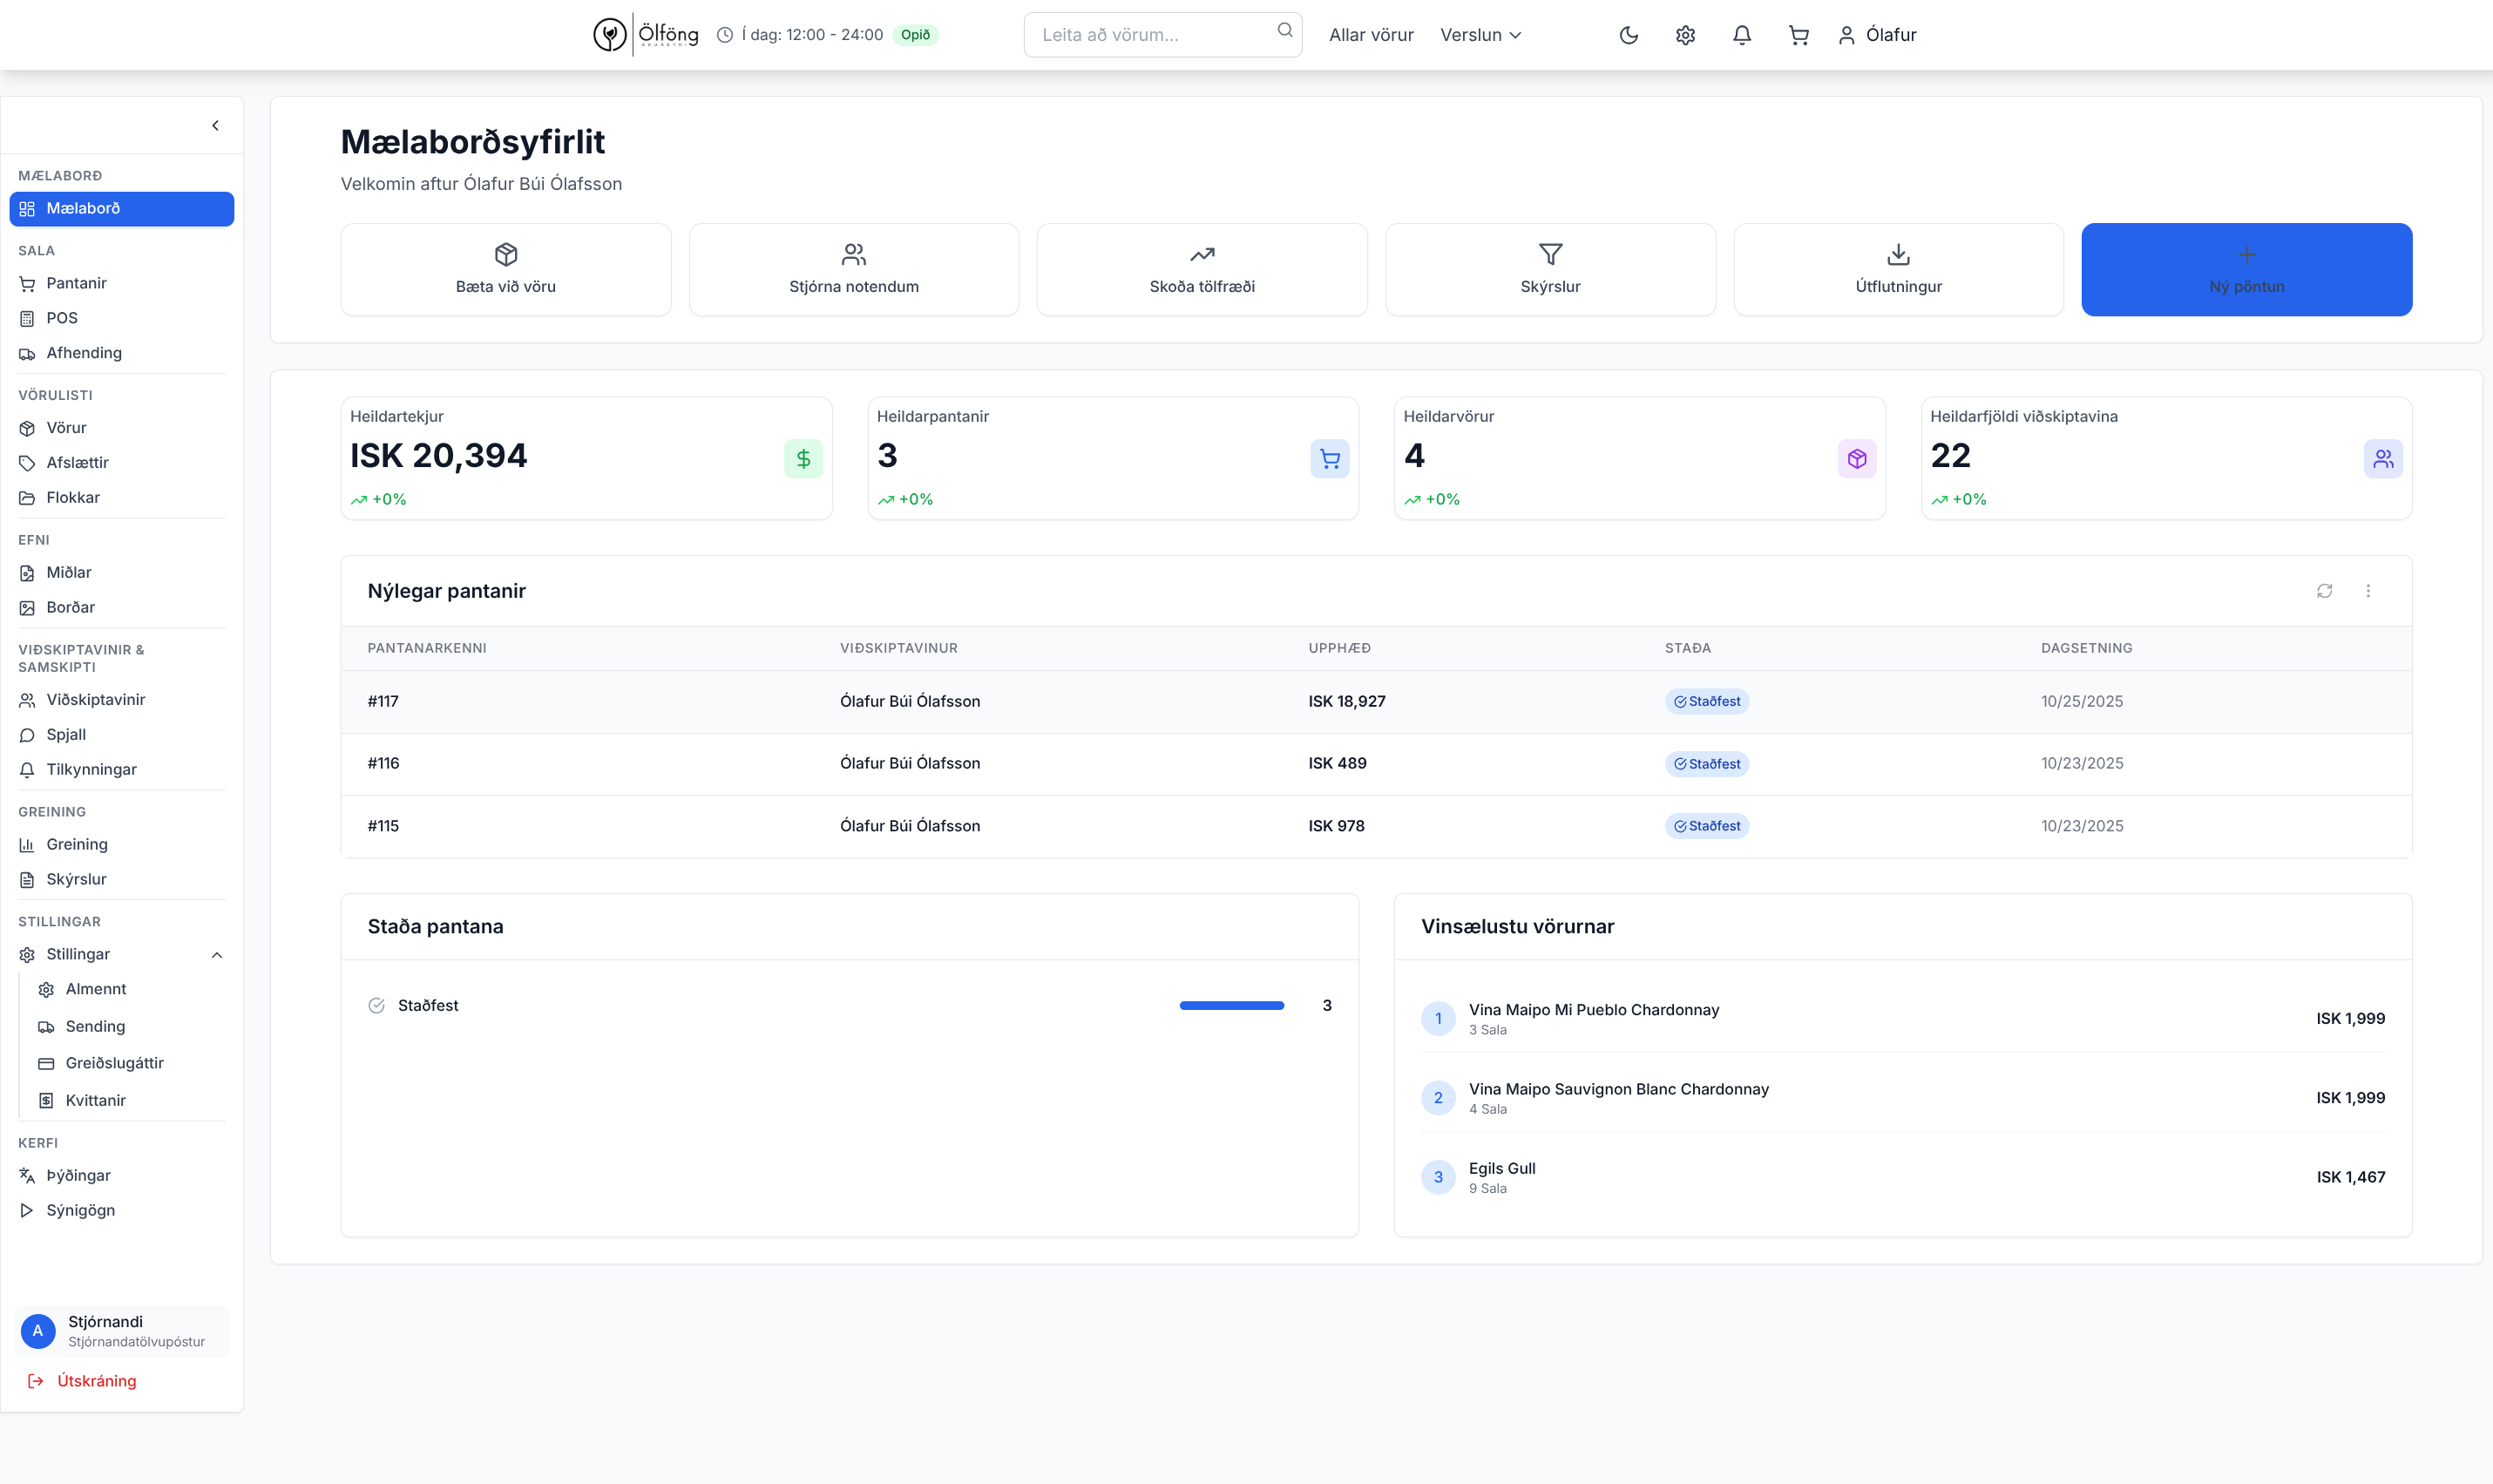 Ölföng
Í dag: 12:00 - 24:00
Opið
Leita að vörum...
Allar vörur
Verslun
Ólafur
MÆLABORÐ
Mælaborð
SALA
Pantanir
POS
Afhending
VÖRULISTI
Vörur
Afslættir
Flokkar
EFNI
Miðlar
Borðar
VIÐSKIPTAVINIR &
SAMSKIPTI
Viðskiptavinir
Spjall
Tilkynningar
GREINING
Greining
Skýrslur
STILLINGAR
Stillingar
Almennt
Sending
Greiðslugáttir
Kvittanir
KERFI
Þýðingar
Sýnigögn
A
Stjórnandi
Stjórnandatölvupóstur
Útskráning
Mælaborðsyfirlit
Velkomin aftur Ólafur Búi Ólafsson
Bæta við vöru
Stjórna notendum
Skoða tölfræði
Skýrslur
Útflutningur
Ný pöntun
Heildartekjur
ISK 20,394
+0%
Heildarpantanir
3
+0%
Heildarvörur
4
+0%
Heildarfjöldi viðskiptavina
22
+0%
Nýlegar pantanir
PANTANARKENNI VIÐSKIPTAVINUR UPPHÆÐ STAÐA DAGSETNING
#117 Ólafur Búi Ólafsson ISK 18,927 Staðfest 10/25/2025
#116 Ólafur Búi Ólafsson ISK 489 Staðfest 10/23/2025
#115 Ólafur Búi Ólafsson ISK 978 Staðfest 10/23/2025
Staða pantana
Staðfest 3
Vinsælustu vörurnar
1
Vina Maipo Mi Pueblo Chardonnay
3 Sala
ISK 1,999
2
Vina Maipo Sauvignon Blanc Chardonnay
4 Sala
ISK 1,999
3
Egils Gull
9 Sala
ISK 1,467